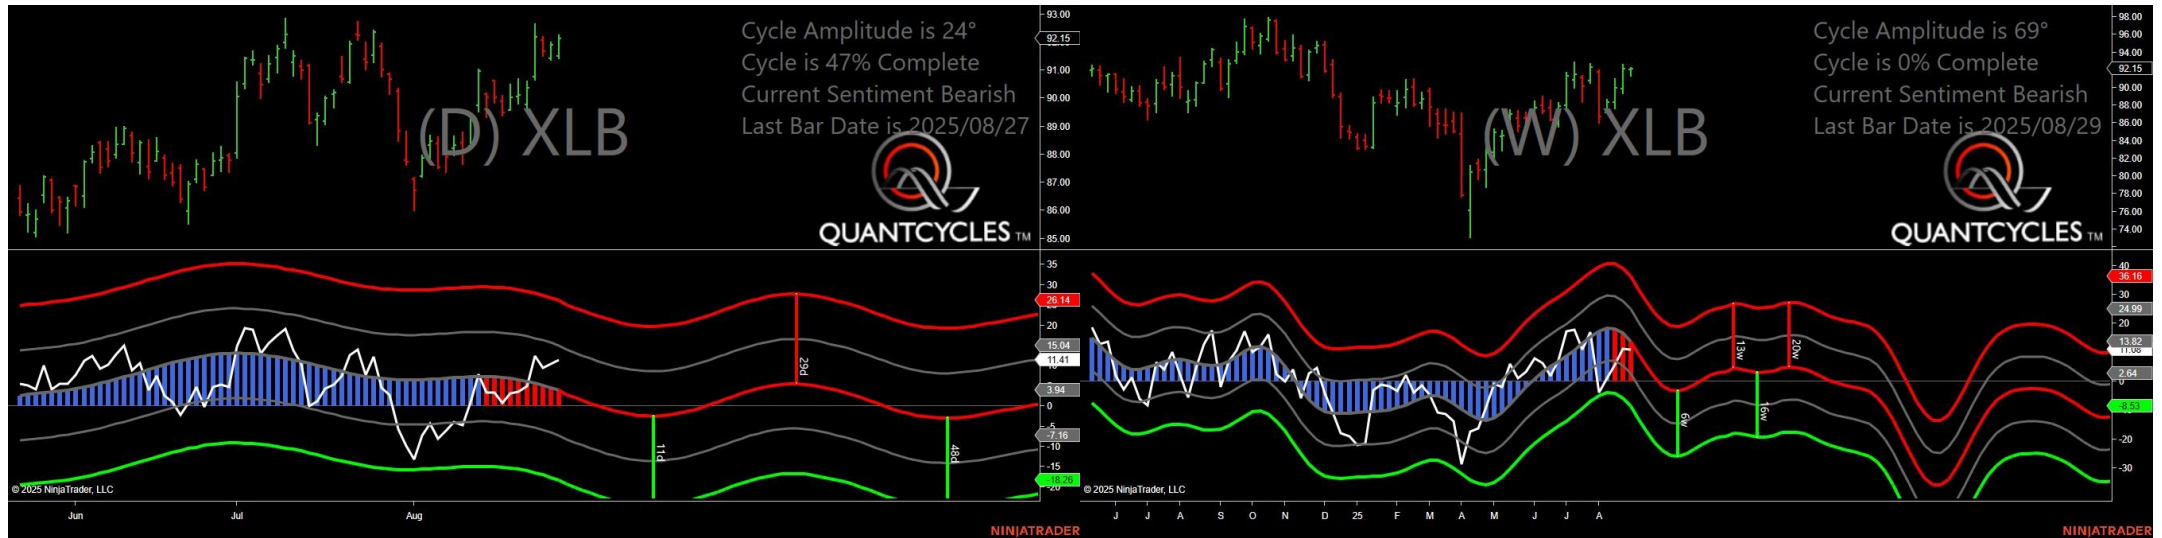 Cycle Amplitude is 24°
Cycle is 47% Complete
Current Sentiment Bearish
Last Bar Date is 2025/08/27
(D) XLB
QUANTCYCLES TM
93.00
92.15
91.00
90.00
89.00
88.00
87.00
86.00
85.00
35
30
26.14
20
15.04
11.41
3.94
0
-5
-7.16
-10
-15
-18.26
29d
11d
48d
© 2025 NinjaTrader, LLC
Jun
Jul
Aug
NINJATRADER
Cycle Amplitude is 69°
Cycle is 0% Complete
Current Sentiment Bearish
Last Bar Date is 2025/08/29
(W) XLB
QUANTCYCLES TM
98.00
96.00
94.00
92.15
90.00
88.00
86.00
84.00
82.00
80.00
78.00
76.00
74.00
40
36.16
30
24.99
20
13.82
11.08
2.64
0
-8.53
-20
-30
13w
20w
6w
16w
© 2025 NinjaTrader, LLC
J
J
A
S
O
N
D
25
F
M
A
M
J
J
A
NINJATRADER